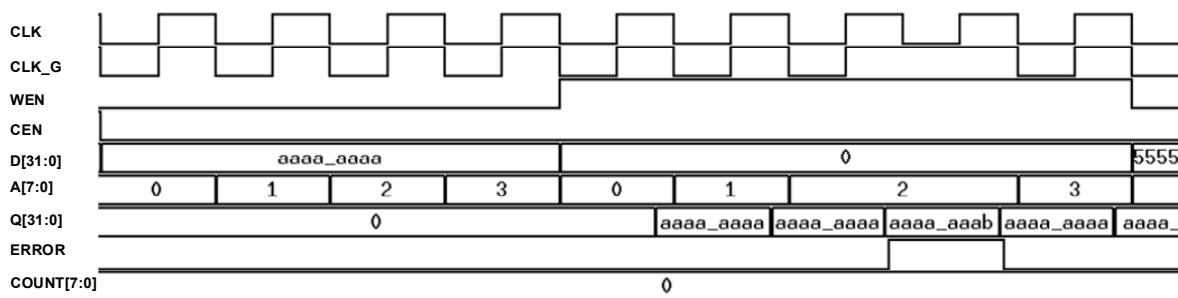 CLK
CLK_G
WEN
CEN
D[31:0] aaaa_aaaa 0 5555
A[7:0] 0 1 2 3 0 1 2 3
Q[31:0] 0 aaaa_aaaa aaaa_aaaa aaaa_aaab aaaa_aaaa aaaa_
ERROR
COUNT[7:0] 0